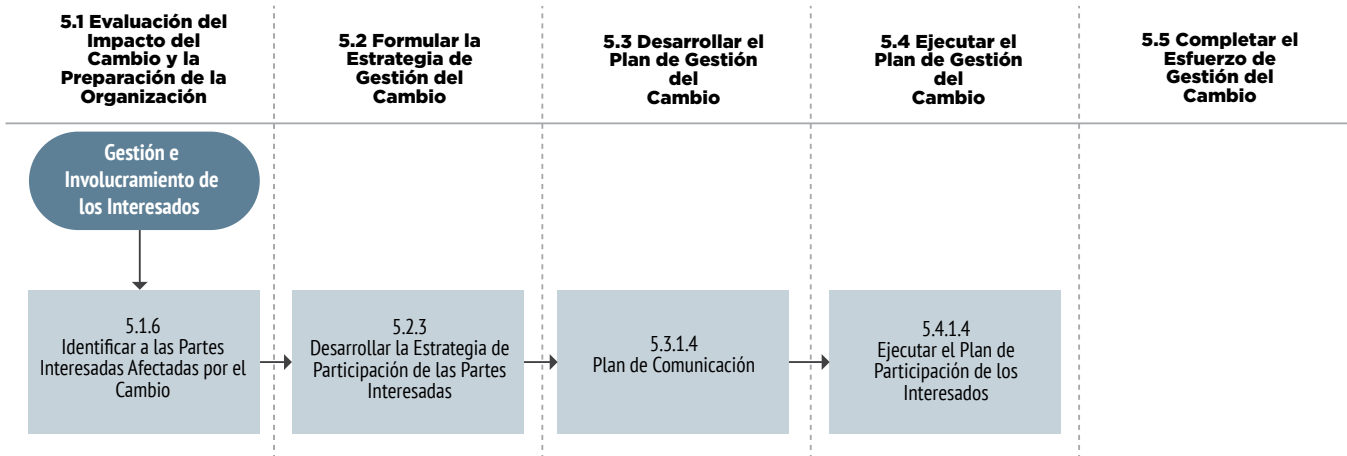 5.1 Evaluación del
Impacto del
Cambio y la
Preparación de la
Organización
5.2 Formular la
Estrategia de
Gestión del
Cambio
5.3 Desarrollar el
Plan de Gestión
del
Cambio
5.4 Ejecutar el
Plan de Gestión
del
Cambio
5.5 Completar el
Esfuerzo de
Gestión del
Cambio
Gestión e
Involucramiento de
los Interesados
5.1.6
Identificar a las Partes
Interesadas Afectadas por el
Cambio
5.2.3
Desarrollar la Estrategia de
Participación de las Partes
Interesadas
5.3.1.4
Plan de Comunicación
5.4.1.4
Ejecutar el Plan de
Participación de los
Interesados